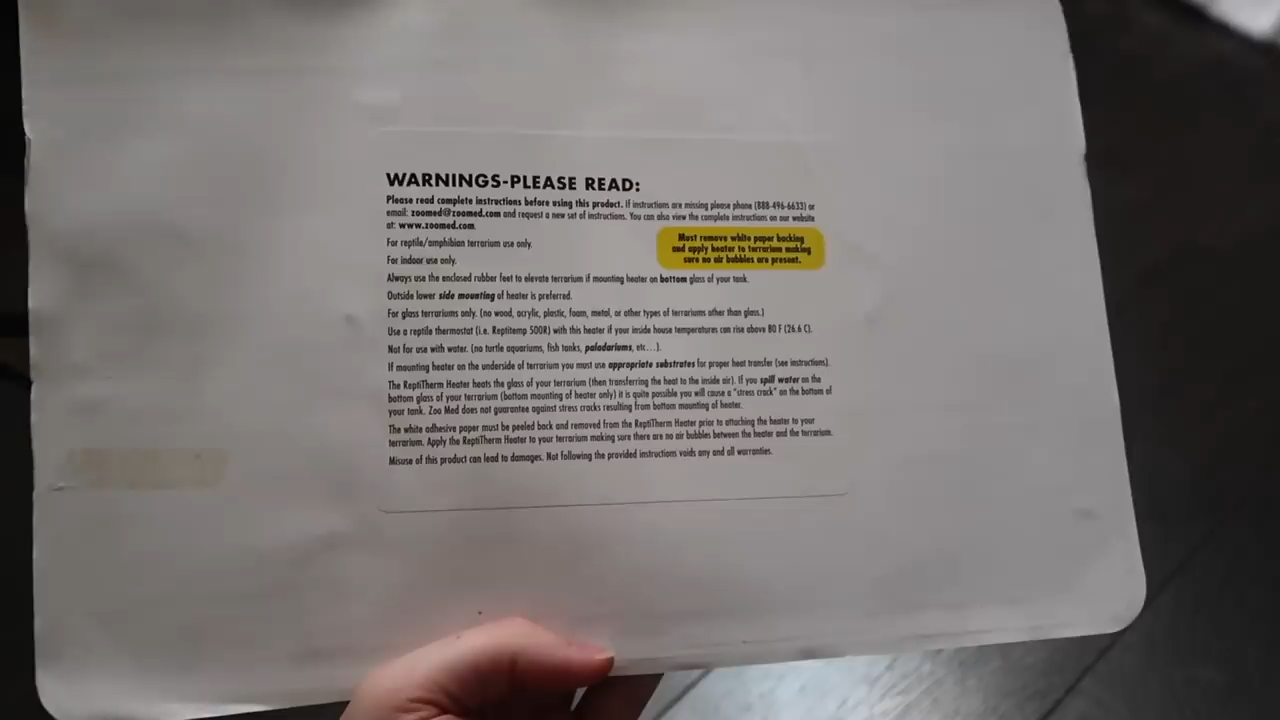 WARNINGS-PLEASE READ:
Please read complete instructions before using this product. If instructions are missing please phone (888-496-6633) or
email: zoomed@zoomed.com and request a new set of instructions. You can also view the complete instructions on our website
at: www.zoomed.com.
For reptile/amphibian terrarium use only.
For indoor use only.
Must remove white paper backing
and apply heater to terrarium making
sure no air bubbles are present.
Always use the enclosed rubber feet to elevate terrarium if mounting heater on bottom glass of your tank.
Outside lower side mounting of heater is preferred.
For glass terrariums only. (no wood, acrylic, plastic, foam, metal, or other types of terrariums other than glass.)
Use a reptile thermostat (i.e. Reptitemp 500R) with this heater if your inside house temperatures can rise above 80 F (26.6 C).
Not for use with water. (no turtle aquariums, fish tanks, paladariums, etc...).
If mounting heater on the underside of terrarium you must use appropriate substrates for proper heat transfer (see instructions).
The ReptiTherm Heater heats the glass of your terrarium (then transferring the heat to the inside air). If you spill water on the
bottom glass of your terrarium (bottom mounting of heater only) it is quite possible you will cause a "stress crack" on the bottom of
your tank. Zoo Med does not guarantee against stress cracks resulting from bottom mounting of heater.
The white adhesive paper must be peeled back and removed from the ReptiTherm Heater prior to attaching the heater to your
terrarium. Apply the ReptiTherm Heater to your terrarium making sure there are no air bubbles between the heater and the terrarium.
Misuse of this product can lead to damages. Not following the provided instructions voids any and all warranties.